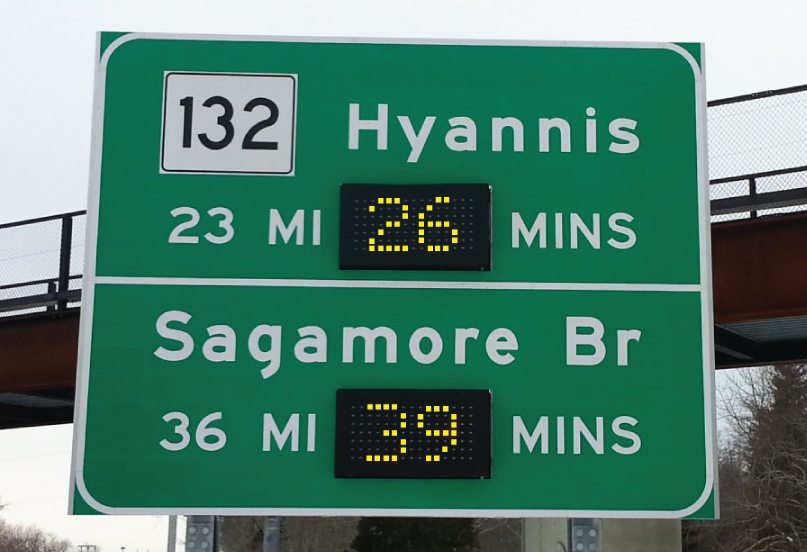 132 Hyannis
23 MI 26 MINS
Sagamore Br
36 MI 39 MINS